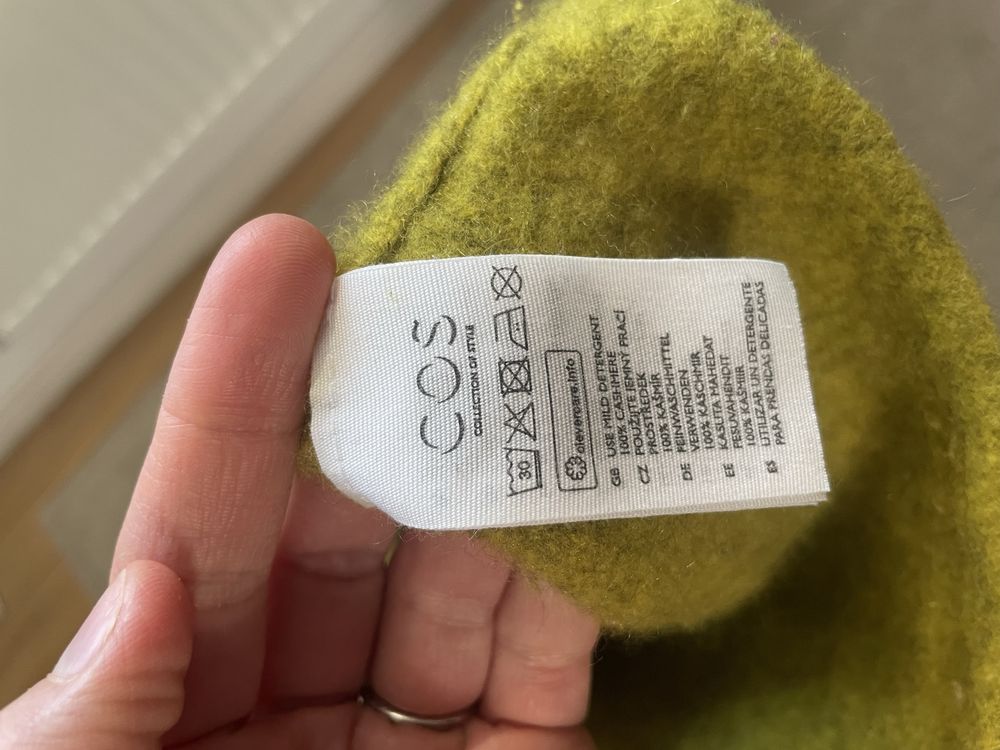 COS
COLLECTION OF STYLE
30
clevercare.info
GB USE MILD DETERGENT
100% CASHMERE
CZ POUŽIJTE JEMNÝ PRACÍ
PROSTŘEDEK
100% KAŠMÍR
DE FEINWASCHMITTEL
VERWENDEN
100% KASCHMIR
EE KASUTA MAHEDAT
PESUVAHENDIT
100% KAŠMIIR
ES UTILIZAR UN DETERGENTE
PARA PRENDAS DELICADAS